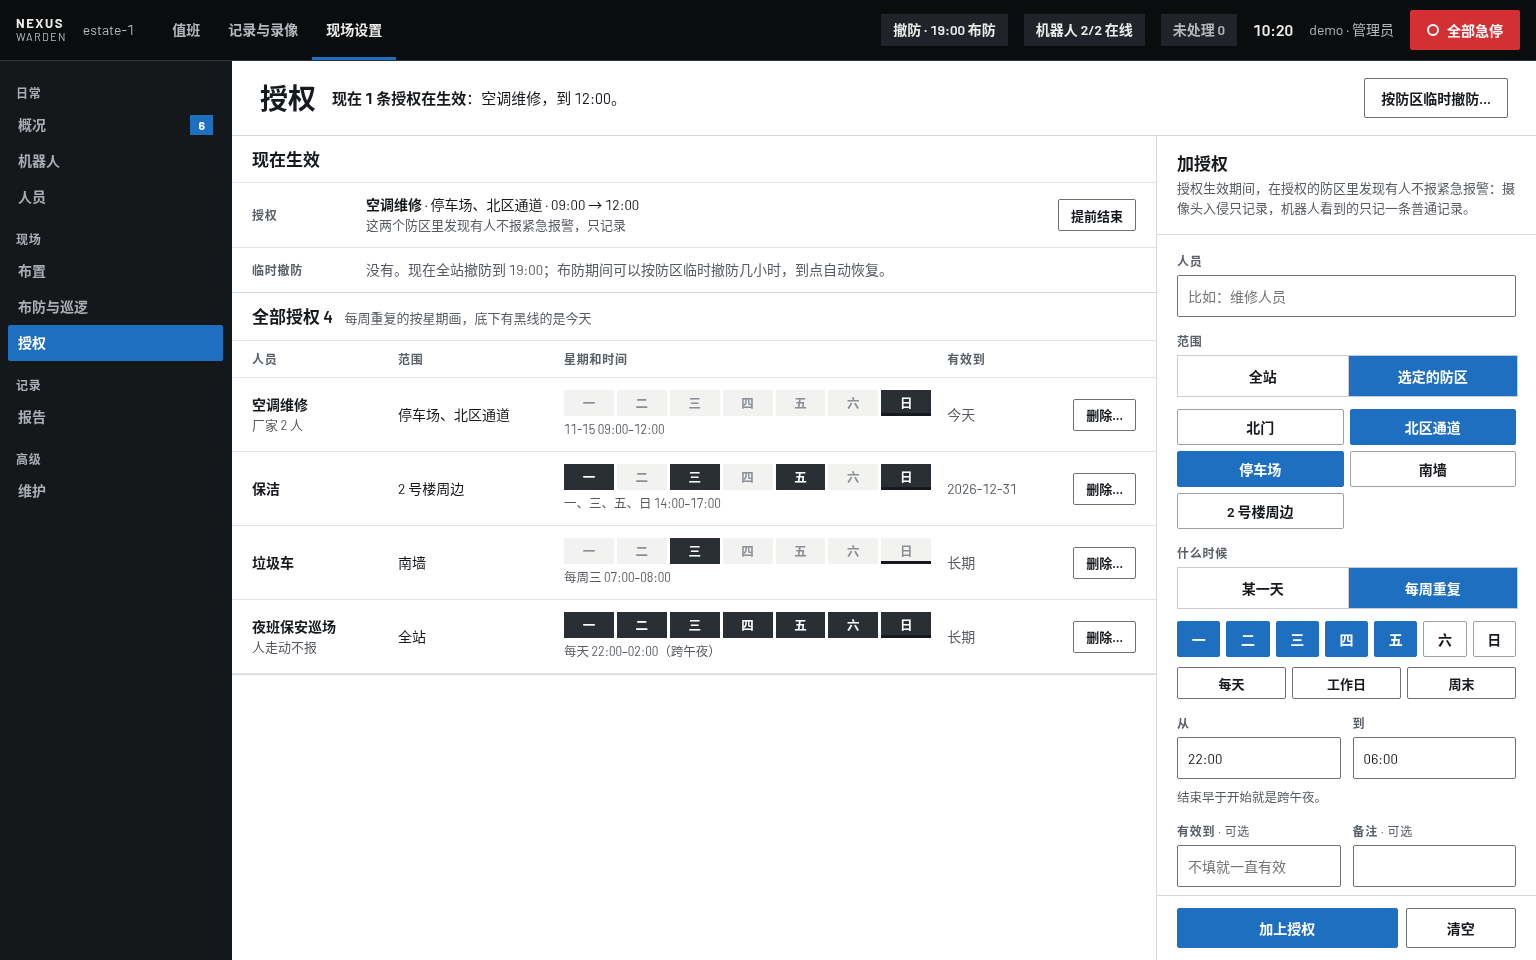 NEXUS
WARDEN
estate-1
值班
记录与录像
现场设置
撤防 · 19:00 布防
机器人 2/2 在线
未处理 0
10:20
demo · 管理员
全部急停
日常
概况
6
机器人
人员
现场
布置
布防与巡逻
授权
记录
报告
高级
维护
授权
现在 1 条授权在生效：空调维修，到 12:00。
按防区临时撤防...
现在生效
授权
空调维修 · 停车场、北区通道 · 09:00 → 12:00
这两个防区里发现有人不报紧急报警，只记录
提前结束
临时撤防
没有。现在全站撤防到 19:00；布防期间可以按防区临时撤防几小时，到点自动恢复。
全部授权 4
每周重复的按星期画，底下有黑线的是今天
人员
范围
星期和时间
有效到
空调维修
厂家 2 人
停车场、北区通道
一 二 三 四 五 六 日
11-15 09:00–12:00
今天
删除...
保洁
2 号楼周边
一 二 三 四 五 六 日
一、三、五、日 14:00–17:00
2026-12-31
删除...
垃圾车
南墙
一 二 三 四 五 六 日
每周三 07:00–08:00
长期
删除...
夜班保安巡场
人走动不报
全站
一 二 三 四 五 六 日
每天 22:00–02:00（跨午夜）
长期
删除...
加授权
授权生效期间，在授权的防区里发现有人不报紧急报警：摄
像头入侵只记录，机器人看到的只记一条普通记录。
人员
比如：维修人员
范围
全站
选定的防区
北门
北区通道
停车场
南墙
2 号楼周边
什么时候
某一天
每周重复
一 二 三 四 五 六 日
每天
工作日
周末
从
到
22:00
06:00
结束早于开始就是跨午夜。
有效到 · 可选
备注 · 可选
不填就一直有效
加上授权
清空